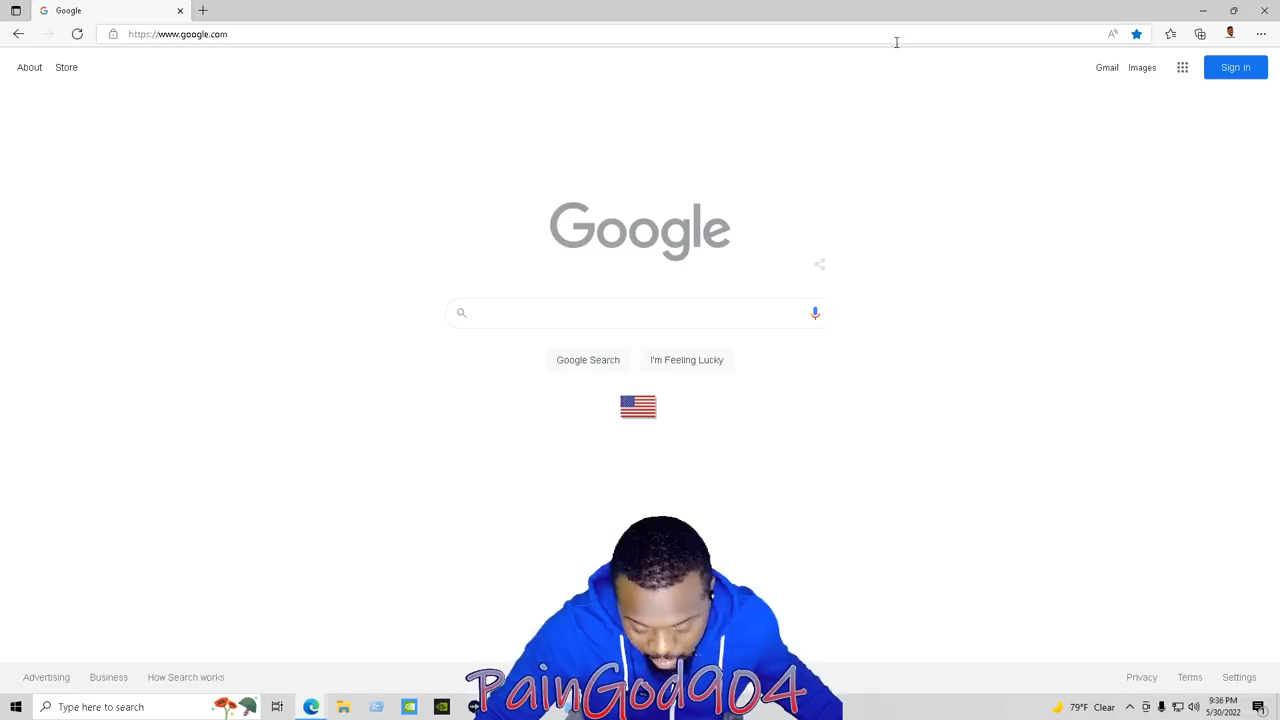 Google
https://www.google.com
About Store
Gmail Images Sign in
Google
Google Search I'm Feeling Lucky
PainGod904
Advertising Business How Search works
Privacy Terms Settings
Type here to search
79°F Clear
9:36 PM
5/30/2022